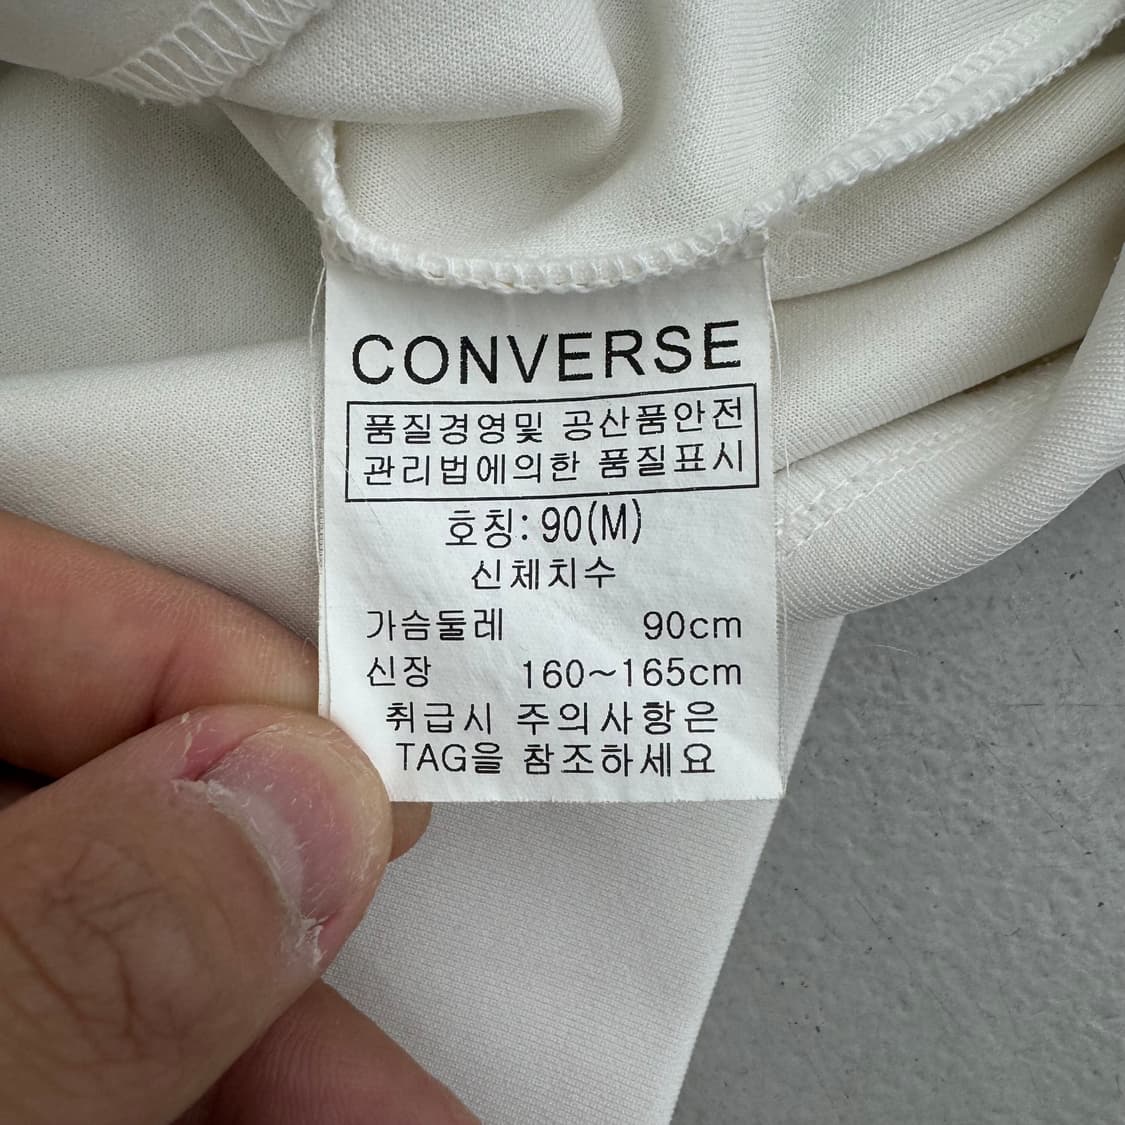 CONVERSE
품질경영및 공산품안전
관리법에의한 품질표시
호칭: 90(M)
신체치수
가슴둘레 90cm
신장 160~165cm
취급시 주의사항은
TAG을 참조하세요